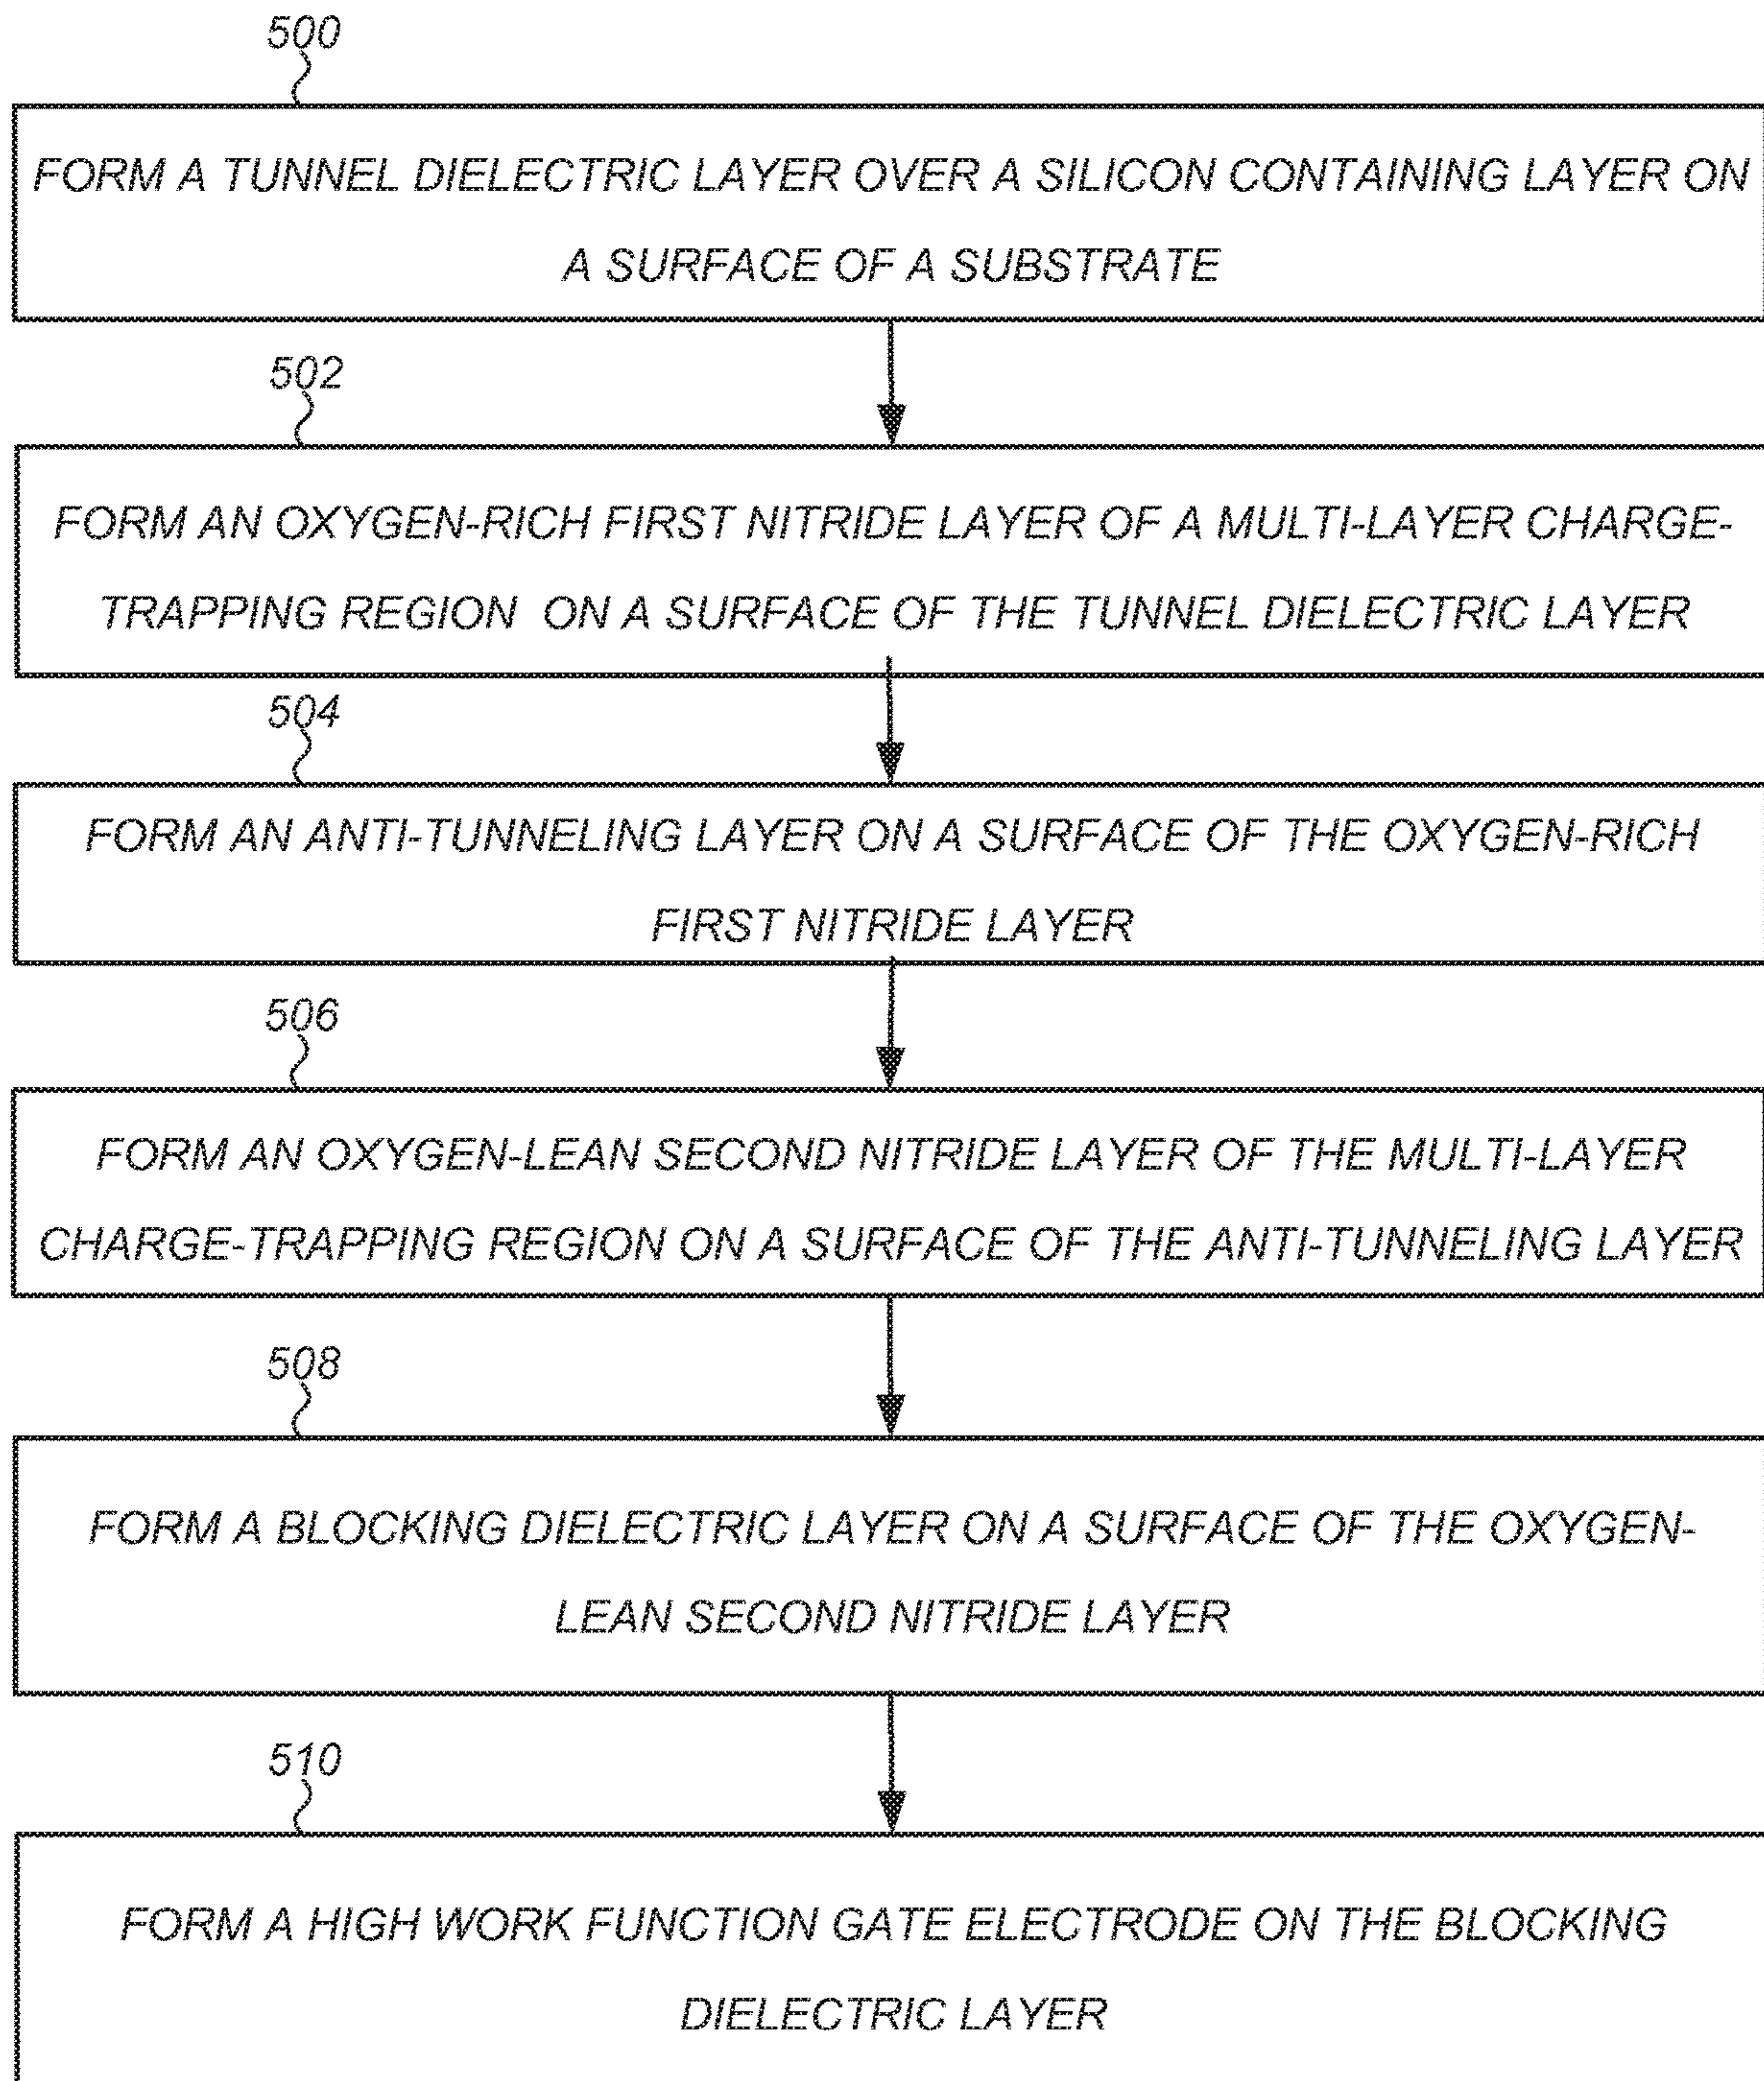 500
FORM A TUNNEL DIELECTRIC LAYER OVER A SILICON CONTAINING LAYER ON
A SURFACE OF A SUBSTRATE
502
FORM AN OXYGEN-RICH FIRST NITRIDE LAYER OF A MULTI-LAYER CHARGE-
TRAPPING REGION ON A SURFACE OF THE TUNNEL DIELECTRIC LAYER
504
FORM AN ANTI-TUNNELING LAYER ON A SURFACE OF THE OXYGEN-RICH
FIRST NITRIDE LAYER
506
FORM AN OXYGEN-LEAN SECOND NITRIDE LAYER OF THE MULTI-LAYER
CHARGE-TRAPPING REGION ON A SURFACE OF THE ANTI-TUNNELING LAYER
508
FORM A BLOCKING DIELECTRIC LAYER ON A SURFACE OF THE OXYGEN-
LEAN SECOND NITRIDE LAYER
510
FORM A HIGH WORK FUNCTION GATE ELECTRODE ON THE BLOCKING
DIELECTRIC LAYER